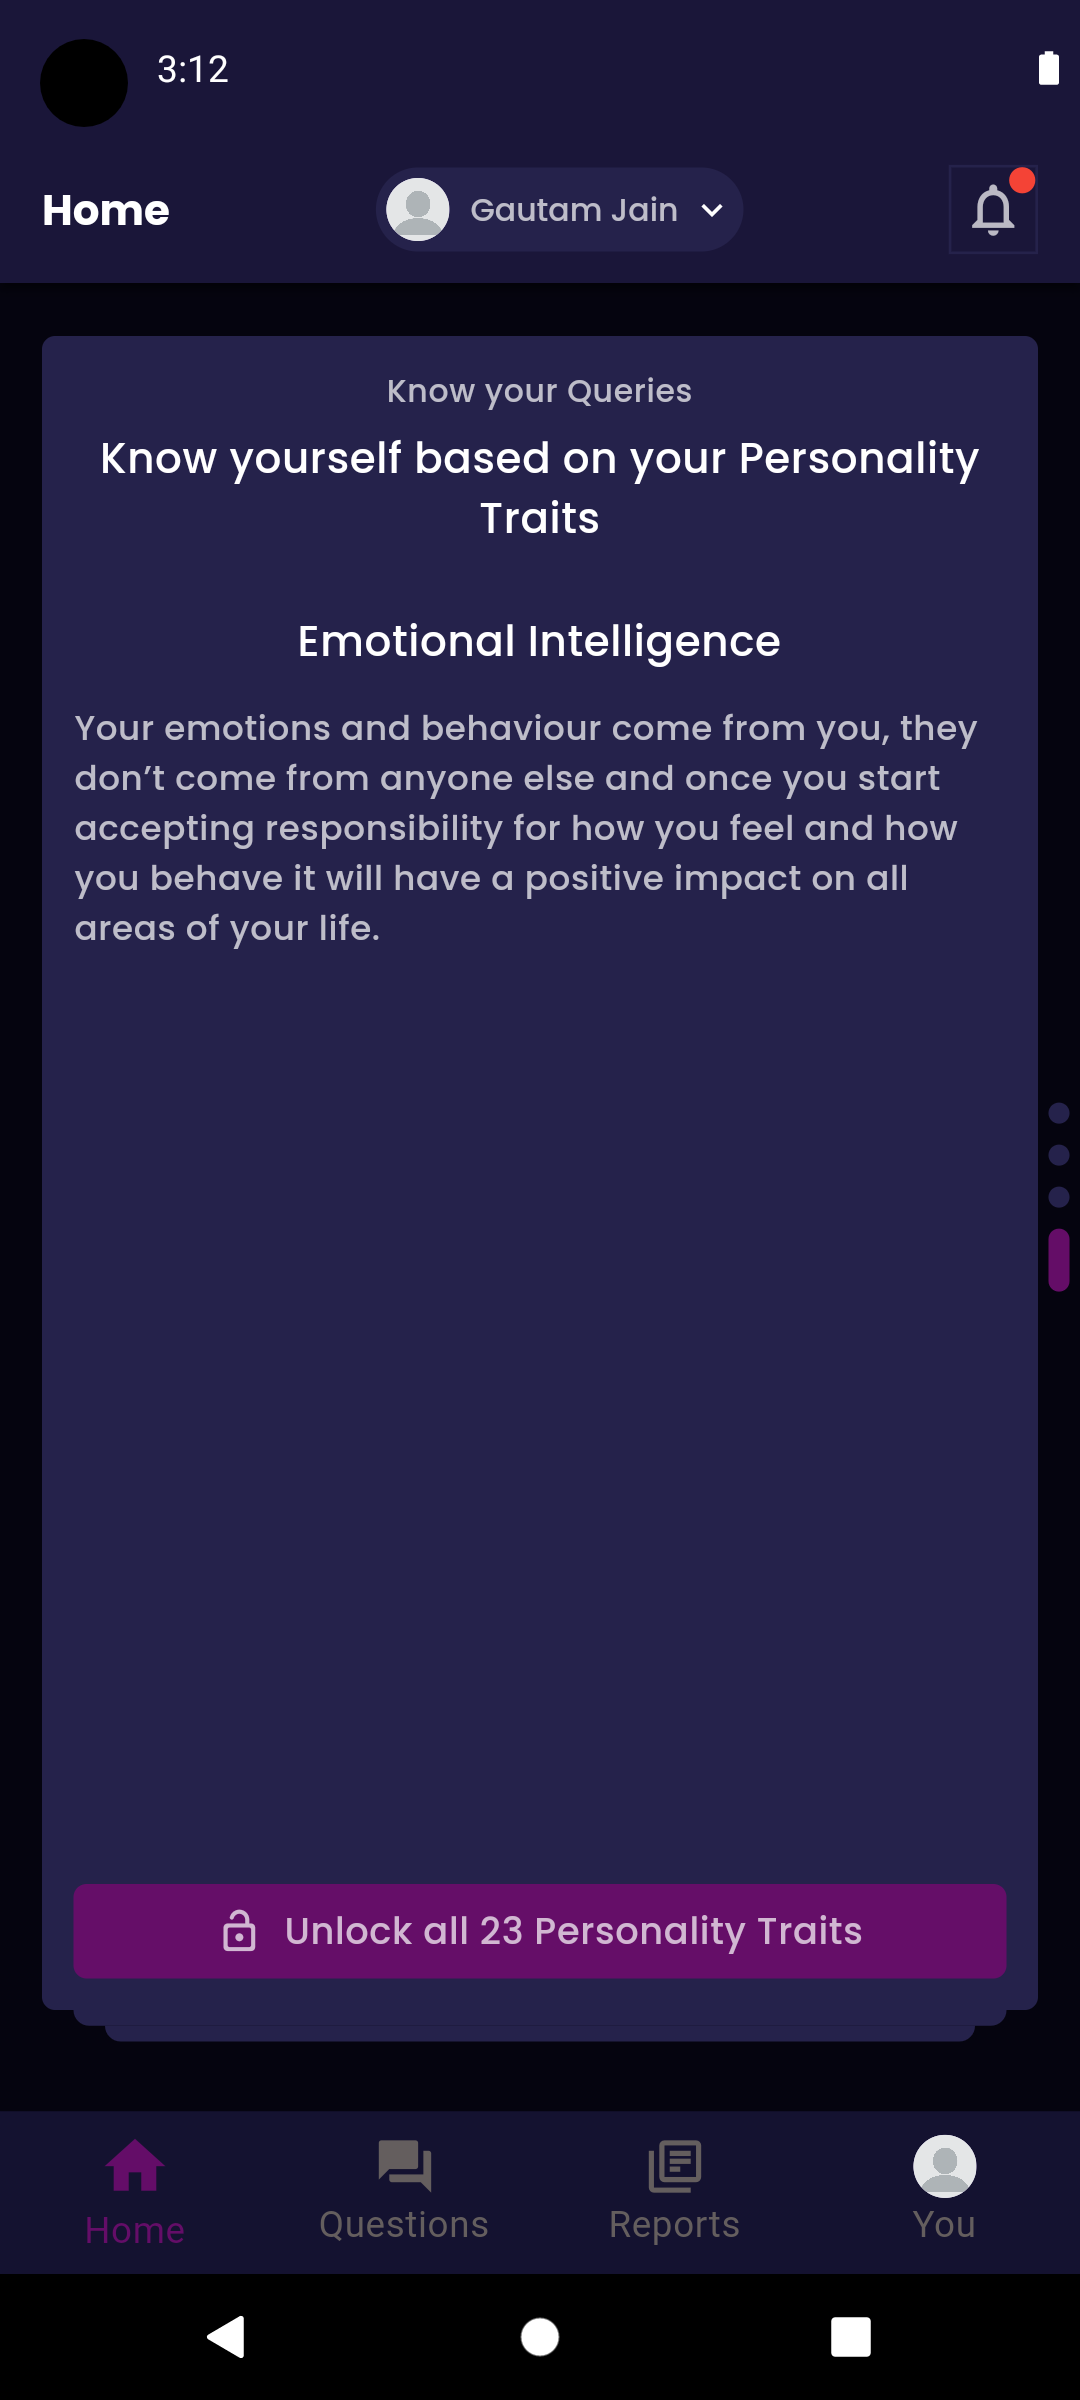 3:12
Home
Gautam Jain
Know your Queries
Know yourself based on your Personality
Traits
Emotional Intelligence
Your emotions and behaviour come from you, they
don’t come from anyone else and once you start
accepting responsibility for how you feel and how
you behave it will have a positive impact on all
areas of your life.
Unlock all 23 Personality Traits
Home
Questions
Reports
You